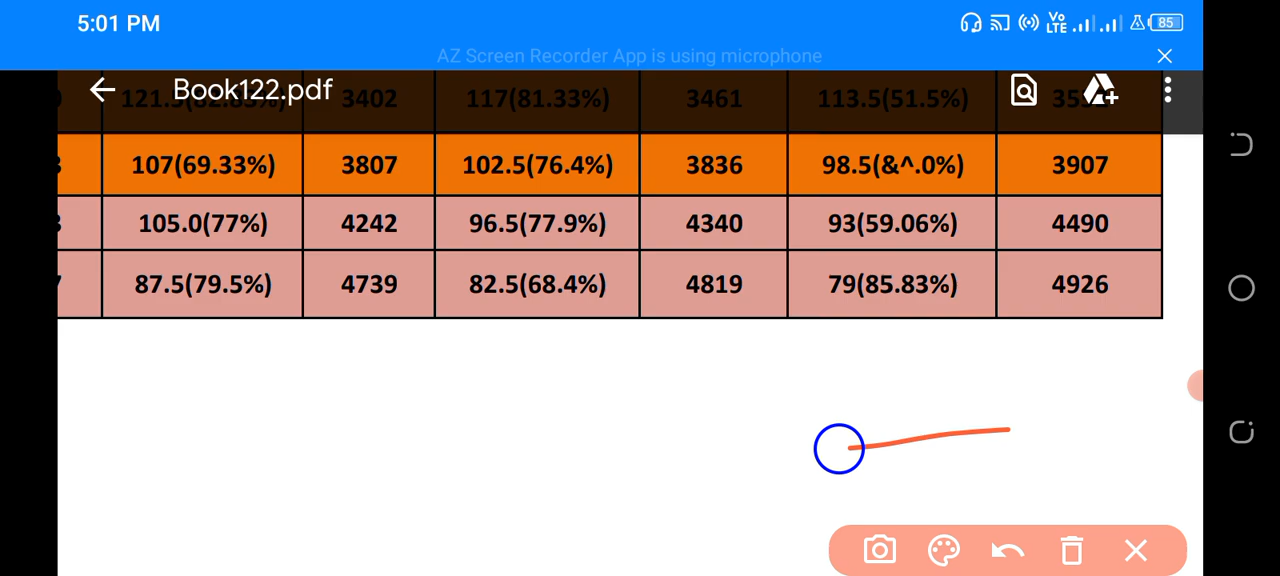 5:01 PM Vo LTE 85
AZ Screen Recorder App is using microphone
Book122.pdf
3402 117(81.33%) 3461 113.5(51.5%)
107(69.33%) 3807 102.5(76.4%) 3836 98.5(&^.0%) 3907
105.0(77%) 4242 96.5(77.9%) 4340 93(59.06%) 4490
87.5(79.5%) 4739 82.5(68.4%) 4819 79(85.83%) 4926